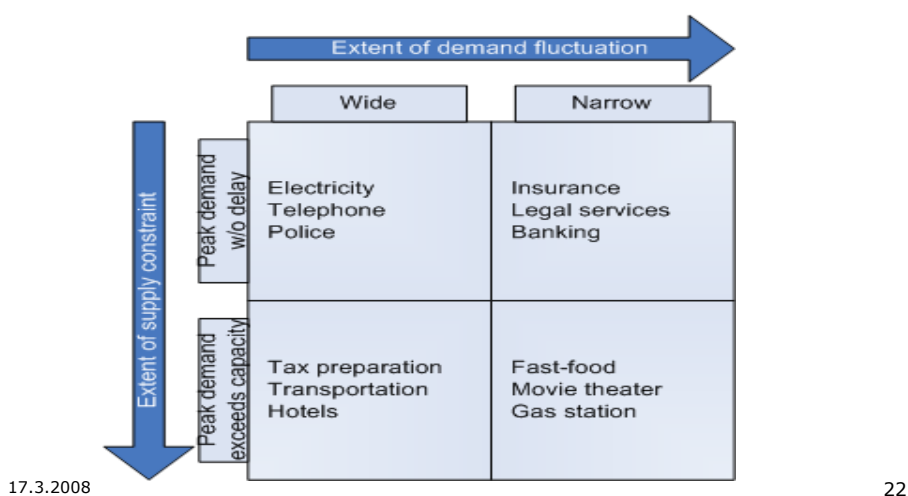 Extent of demand fluctuation
Wide
Narrow
Extent of supply constraint
Peak demand
w/o delay
Electricity
Telephone
Police
Insurance
Legal services
Banking
Peak demand
exceeds capacity
Tax preparation
Transportation
Hotels
Fast-food
Movie theater
Gas station
17.3.2008
22